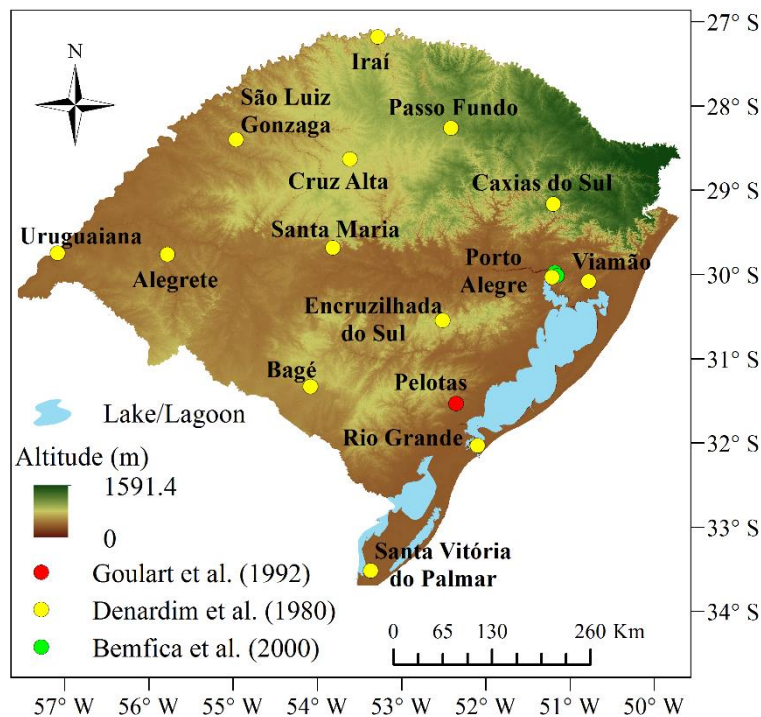 27° S
N
Iraí
São Luiz
Gonzaga
Passo Fundo
28° S
Cruz Alta
Caxias do Sul
29° S
Santa Maria
Uruguaiana
Alegrete
Porto
Alegre
Viamão
30° S
Encruzilhada
do Sul
31° S
Bagé
Pelotas
Lake/Lagoon
Rio Grande
32° S
Altitude (m)
1591.4
0
33° S
Santa Vitória
do Palmar
Goulart et al. (1992)
Denardim et al. (1980)
34° S
Bemfica et al. (2000)
0 65 130 260 Km
57° W 56° W 55° W 54° W 53° W 52° W 51° W 50° W